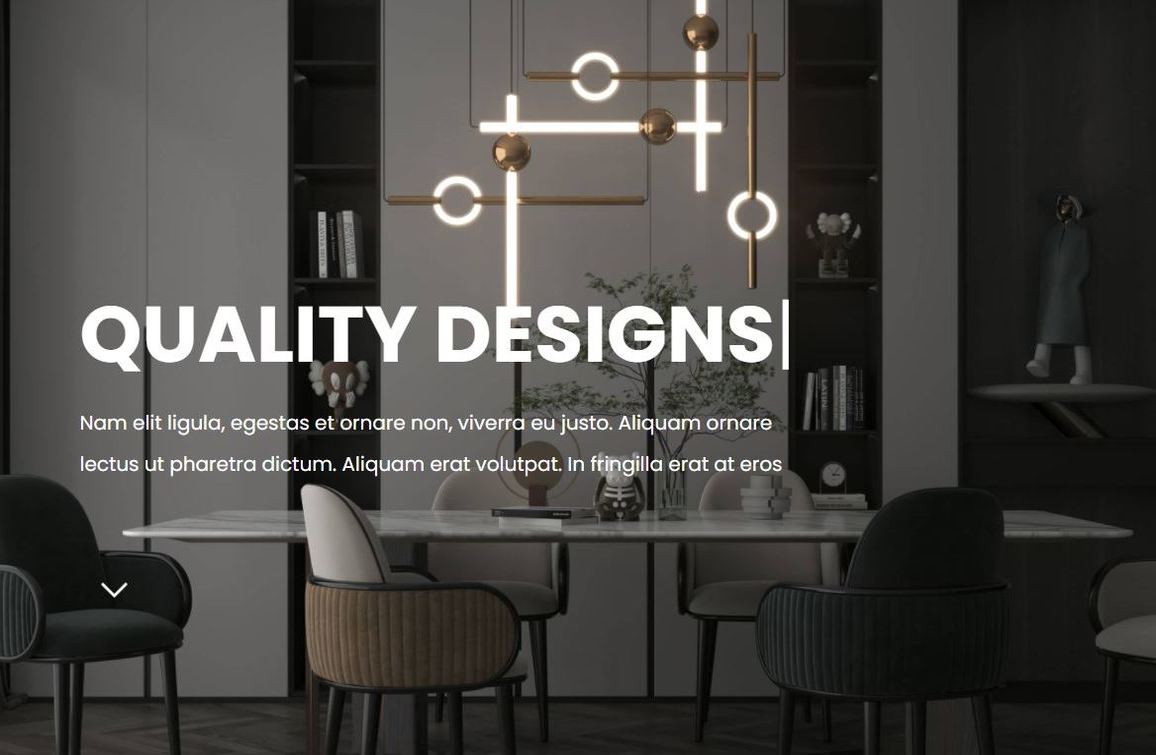 QUALITY DESIGNS|
Nam elit ligula, egestas et ornare non, viverra eu justo. Aliquam ornare
lectus ut pharetra dictum. Aliquam erat volutpat. In fringilla erat at eros